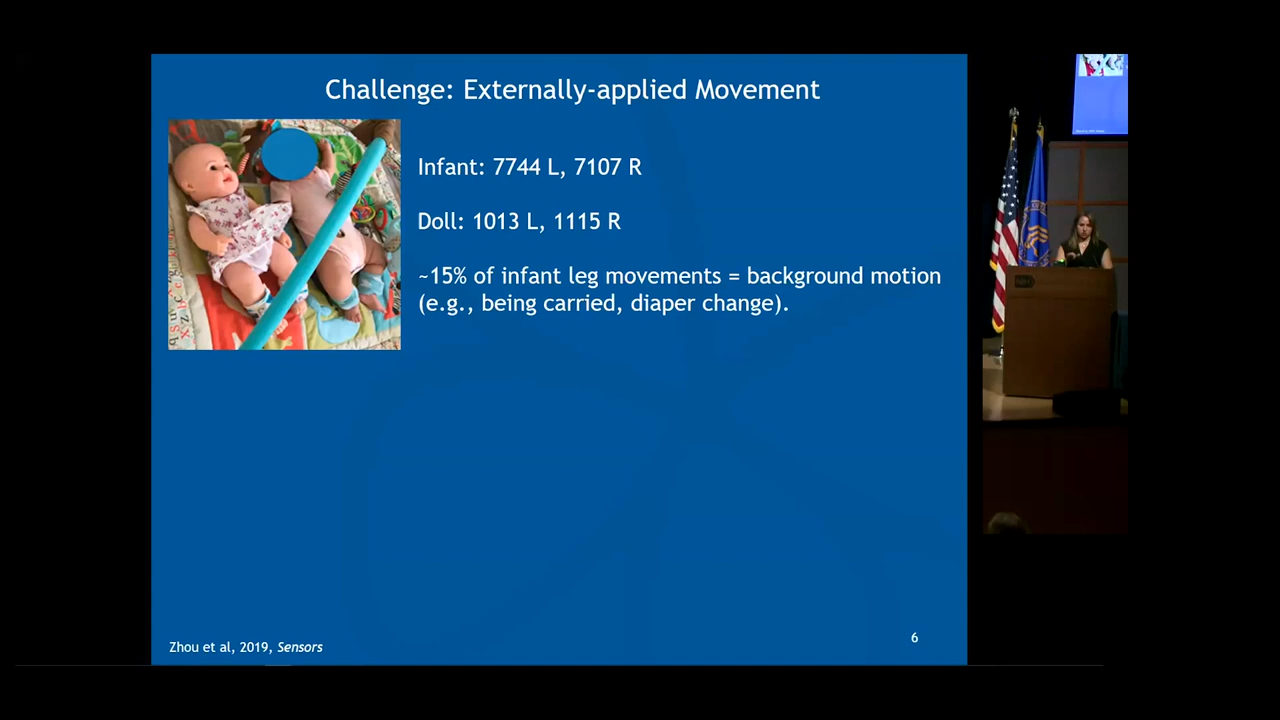 Challenge: Externally-applied Movement
Infant: 7744 L, 7107 R
Doll: 1013 L, 1115 R
~15% of infant leg movements = background motion
(e.g., being carried, diaper change).
Zhou et al, 2019, Sensors
6